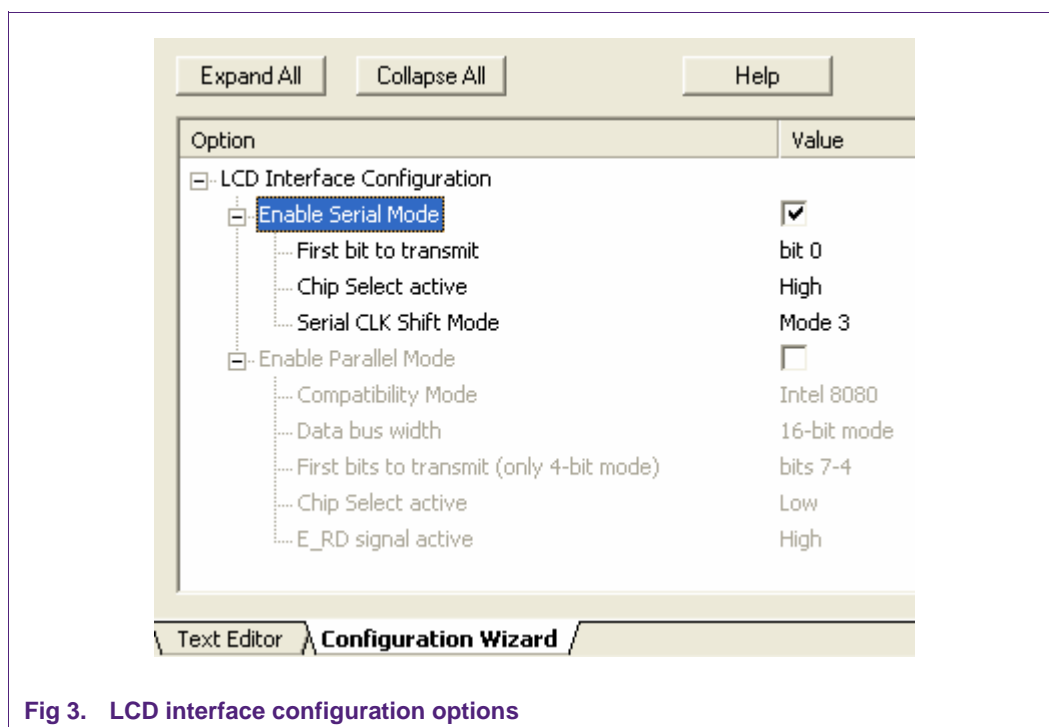 Expand All Collapse All Help
Option Value
LCD Interface Configuration
Enable Serial Mode
First bit to transmit bit 0
Chip Select active High
Serial CLK Shift Mode Mode 3
Enable Parallel Mode
Compatibility Mode Intel 8080
Data bus width 16-bit mode
First bits to transmit (only 4-bit mode) bits 7-4
Chip Select active Low
E_RD signal active High
Text Editor Configuration Wizard
Fig 3. LCD interface configuration options